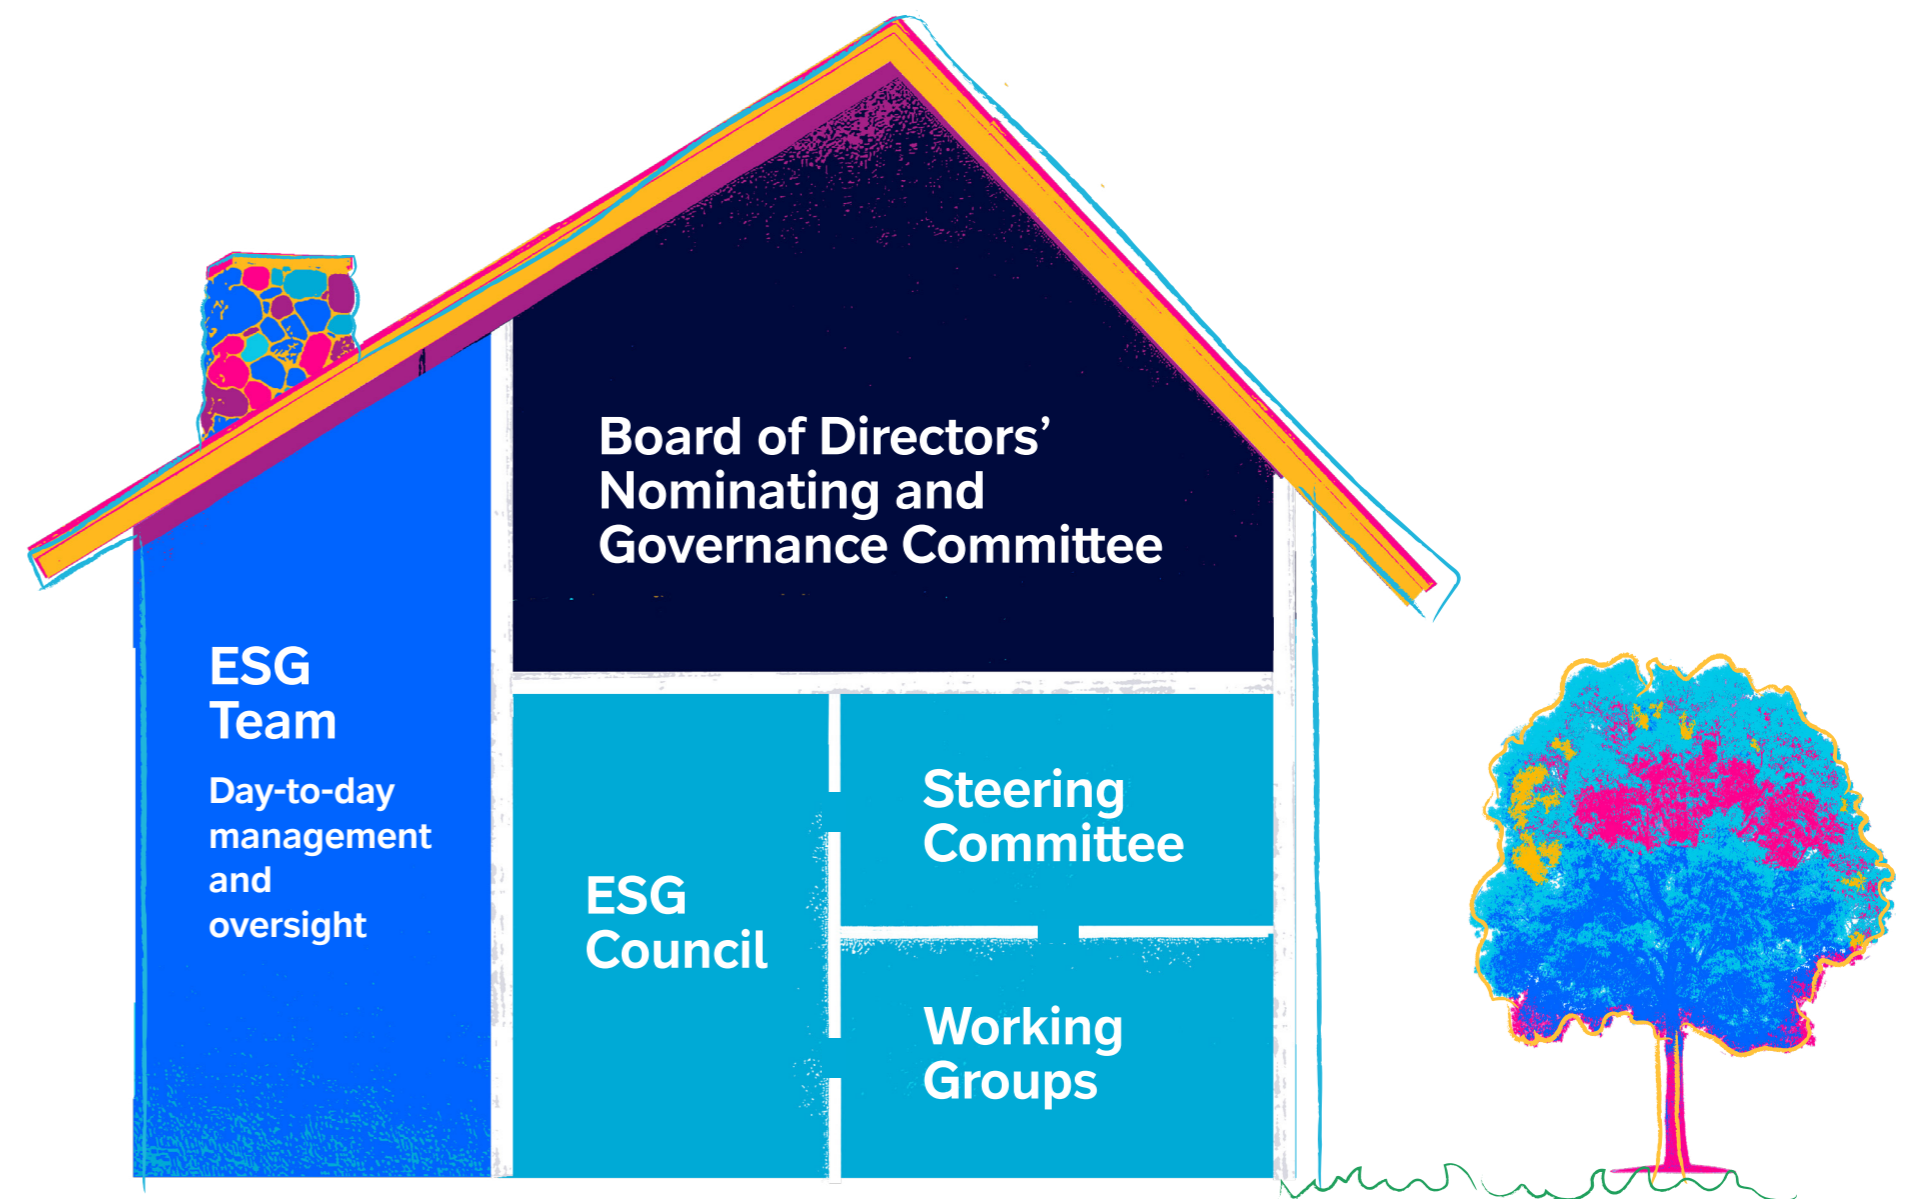 Board of Directors’
Nominating and
Governance Committee
ESG
Team
Day-to-day
management
and
oversight
ESG
Council
Steering
Committee
Working
Groups